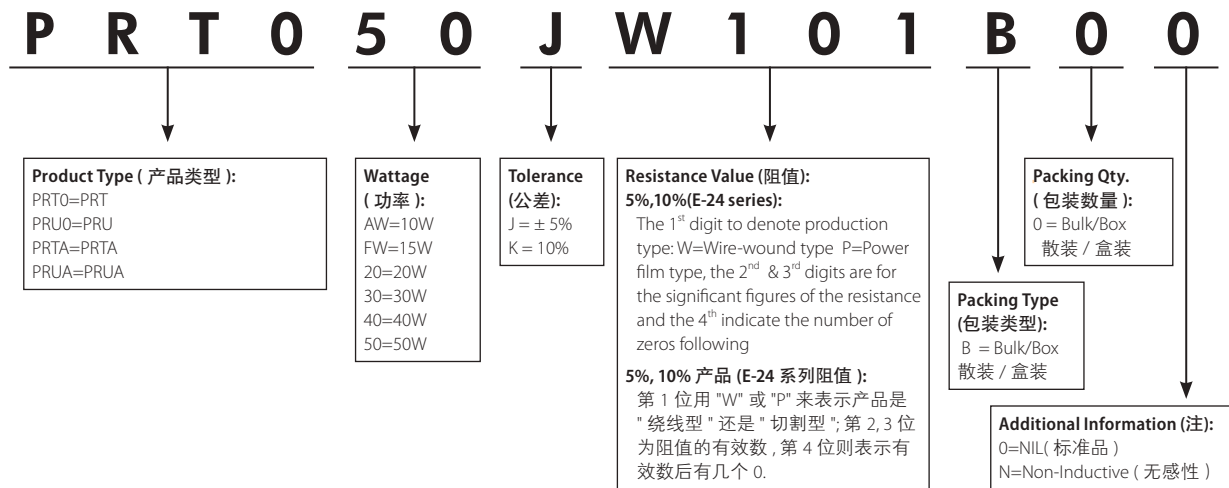 P R T 0 5 0 J W 1 0 1 B 0 0
Product Type ( 产品类型 ):
PRT0=PRT
PRU0=PRU
PRTA=PRTA
PRUA=PRUA
Wattage
( 功率 ):
AW=10W
FW=15W
20=20W
30=30W
40=40W
50=50W
Tolerance
(公差):
J = ± 5%
K = 10%
Resistance Value (阻值):
5%,10%(E-24 series):
The 1st digit to denote production
type: W=Wire-wound type P=Power
film type, the 2nd & 3rd digits are for
the significant figures of the resistance
and the 4th indicate the number of
zeros following
5%, 10% 产品 (E-24 系列阻值 ):
第 1 位用 "W" 或 "P" 来表示产品是
" 绕线型 " 还是 " 切割型 "; 第 2, 3 位
为阻值的有效数 , 第 4 位则表示有
效数后有几个 0.
Packing Type
(包装类型):
B = Bulk/Box
散装 / 盒装
Packing Qty.
( 包装数量 ):
0 = Bulk/Box
散装 / 盒装
Additional Information (注):
0=NIL( 标准品 )
N=Non-Inductive ( 无感性 )